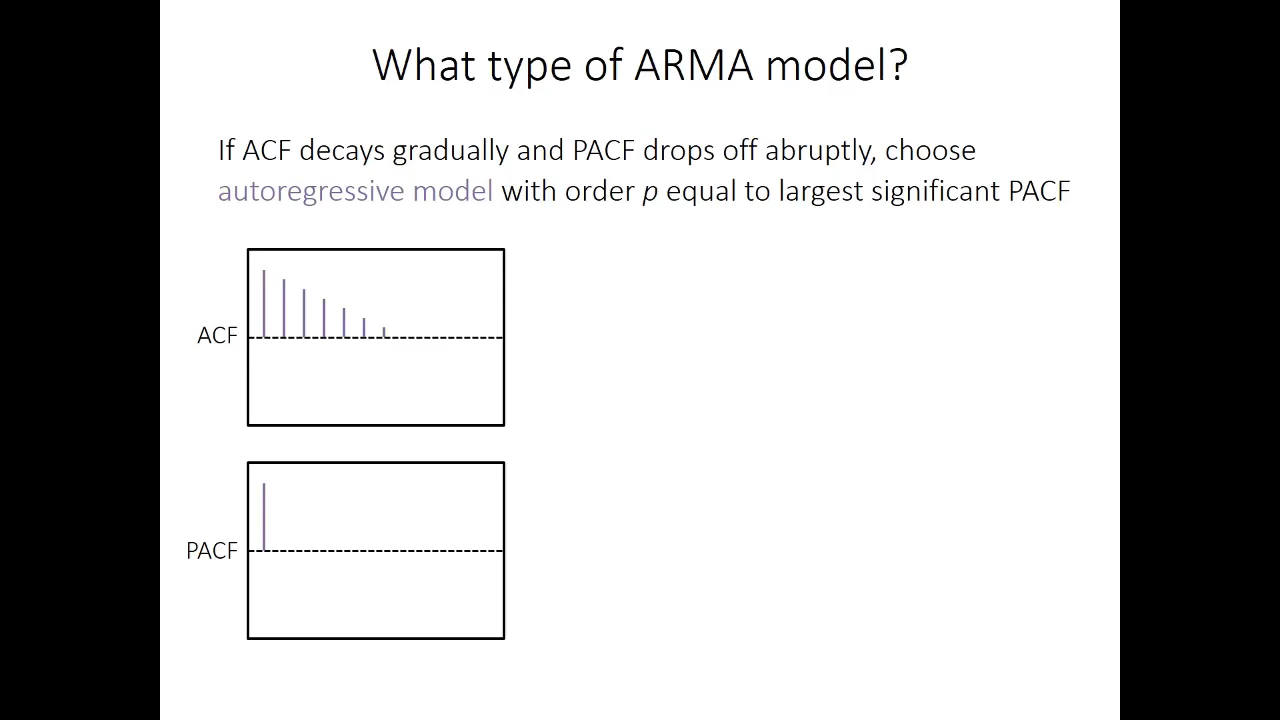 What type of ARMA model?
If ACF decays gradually and PACF drops off abruptly, choose
autoregressive model with order p equal to largest significant PACF
ACF
PACF